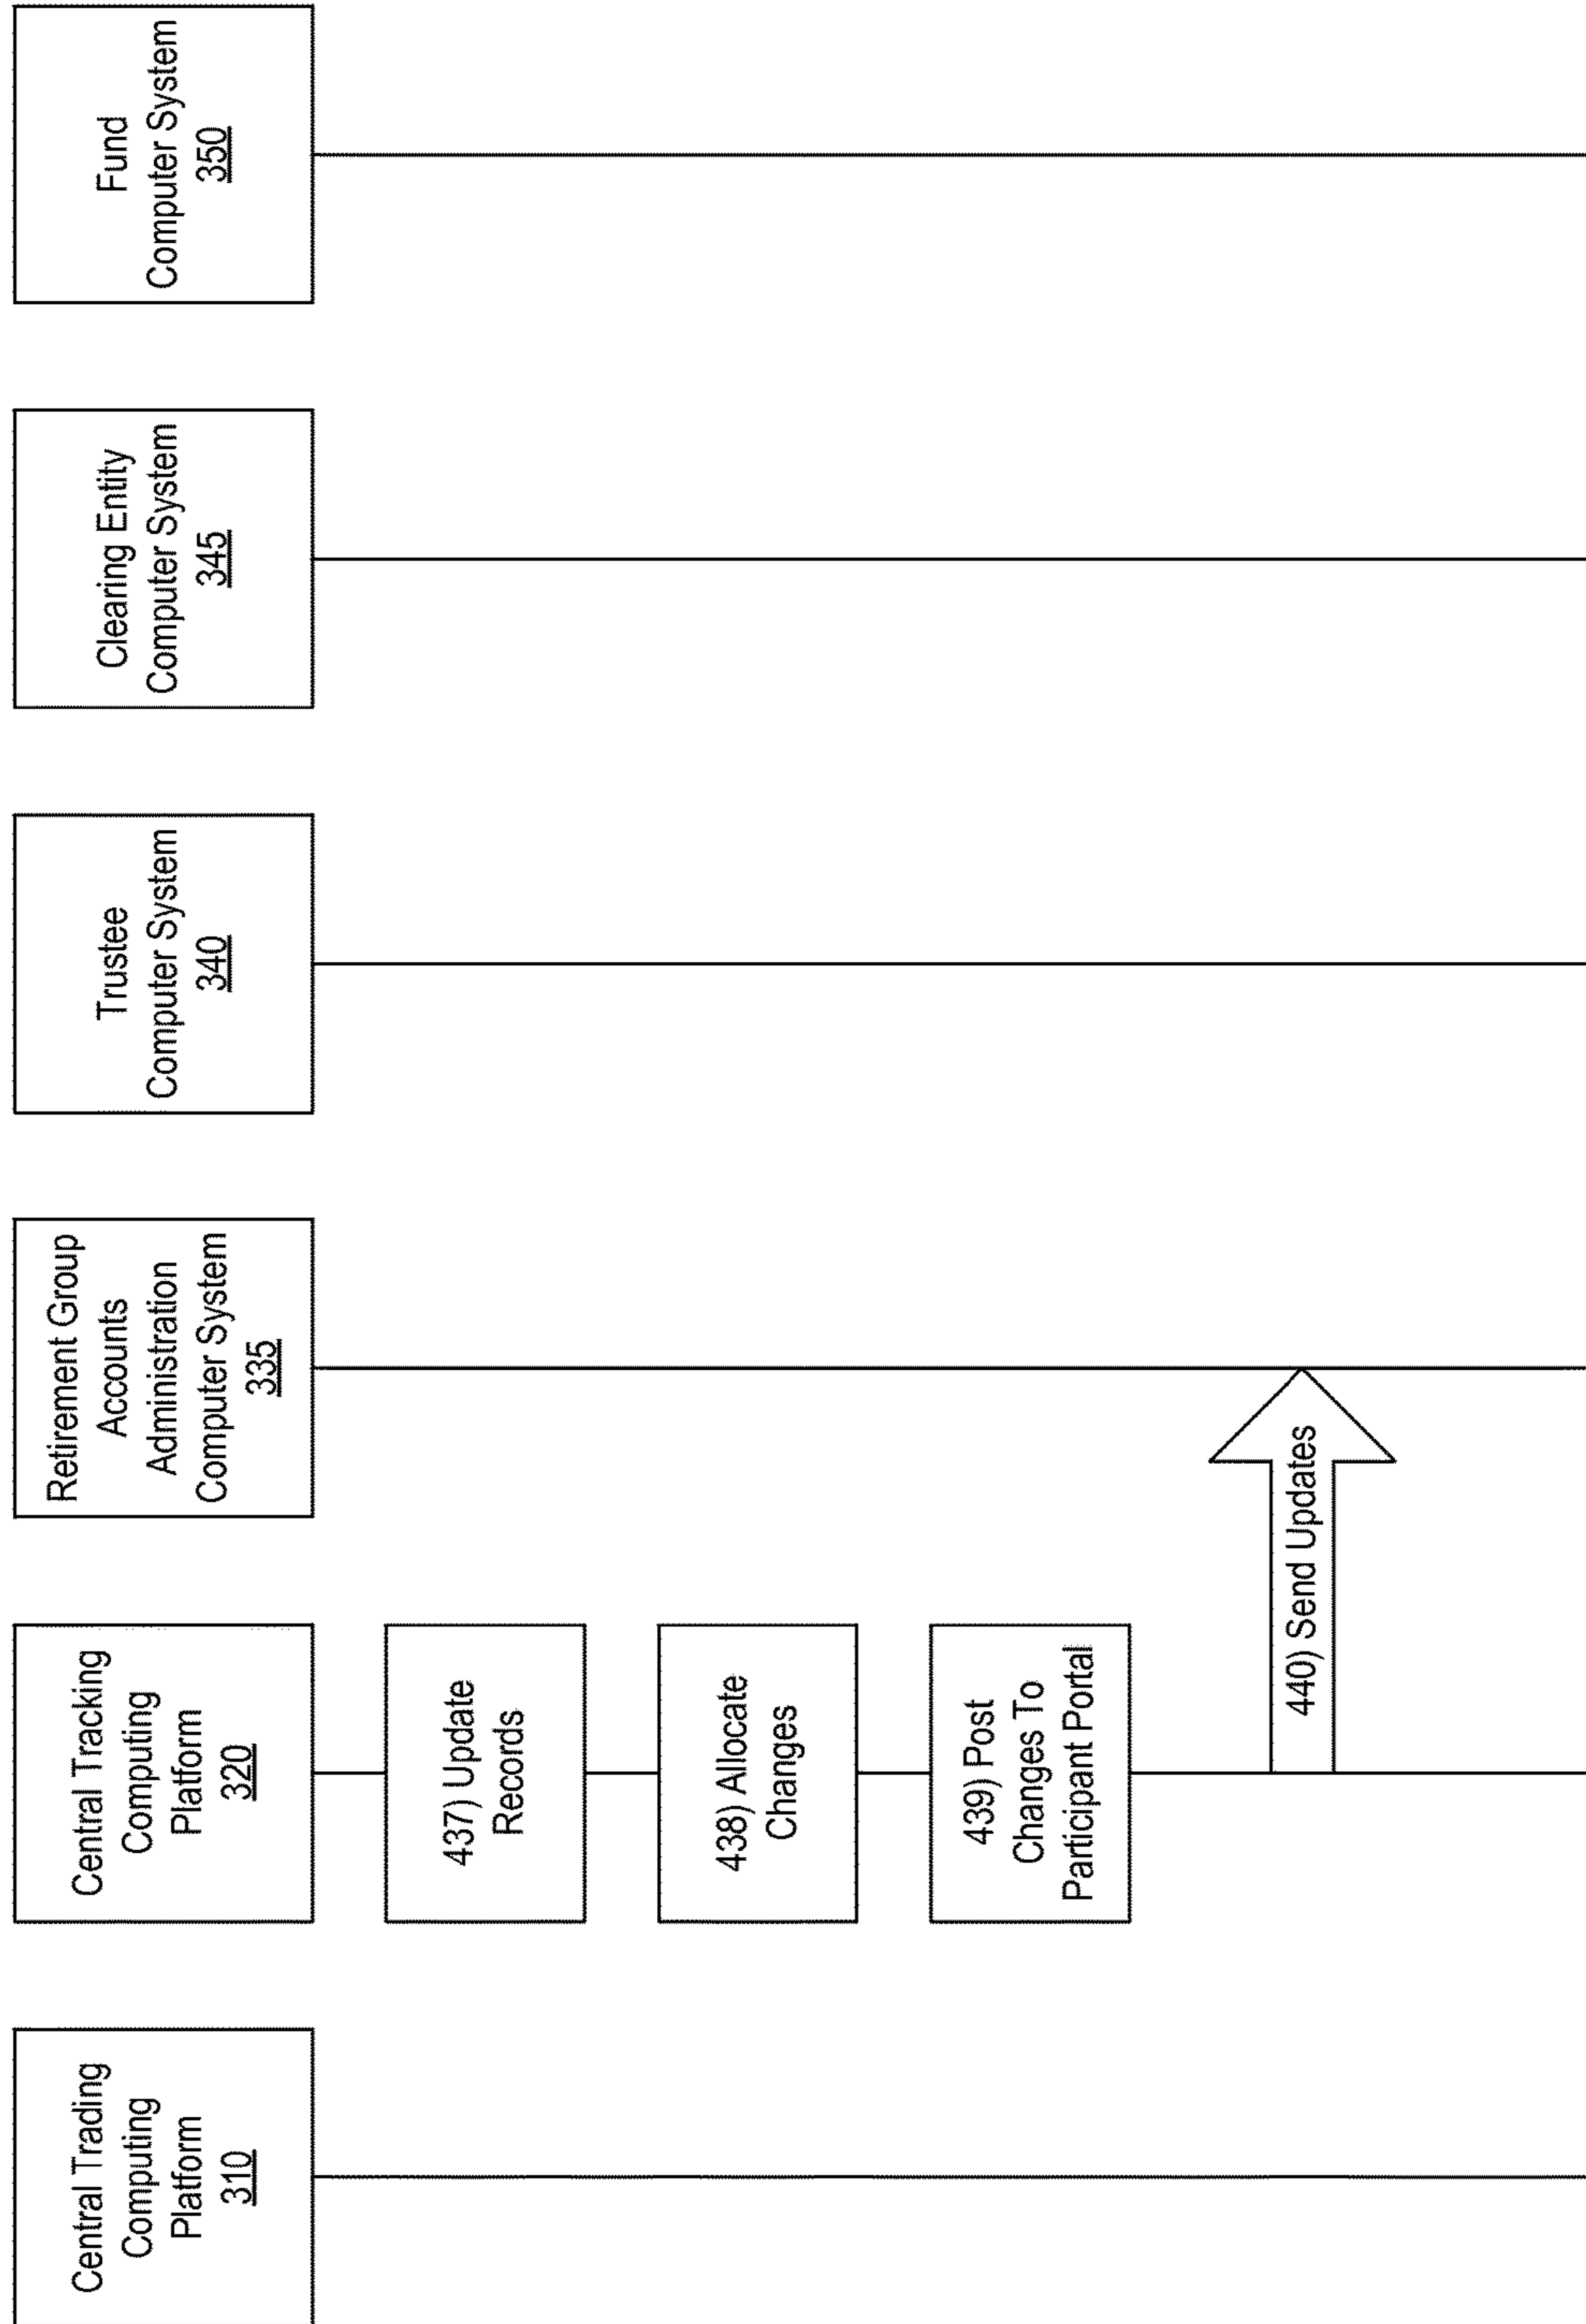 Central Trading
Computing
Platform
310
Central Tracking
Computing
Platform
320
Retirement Group
Accounts
Administration
Computer System
335
Trustee
Computer System
340
Clearing Entity
Computer System
345
Fund
Computer System
350
437) Update
Records
438) Allocate
Changes
439) Post
Changes To
Participant Portal
440) Send Updates